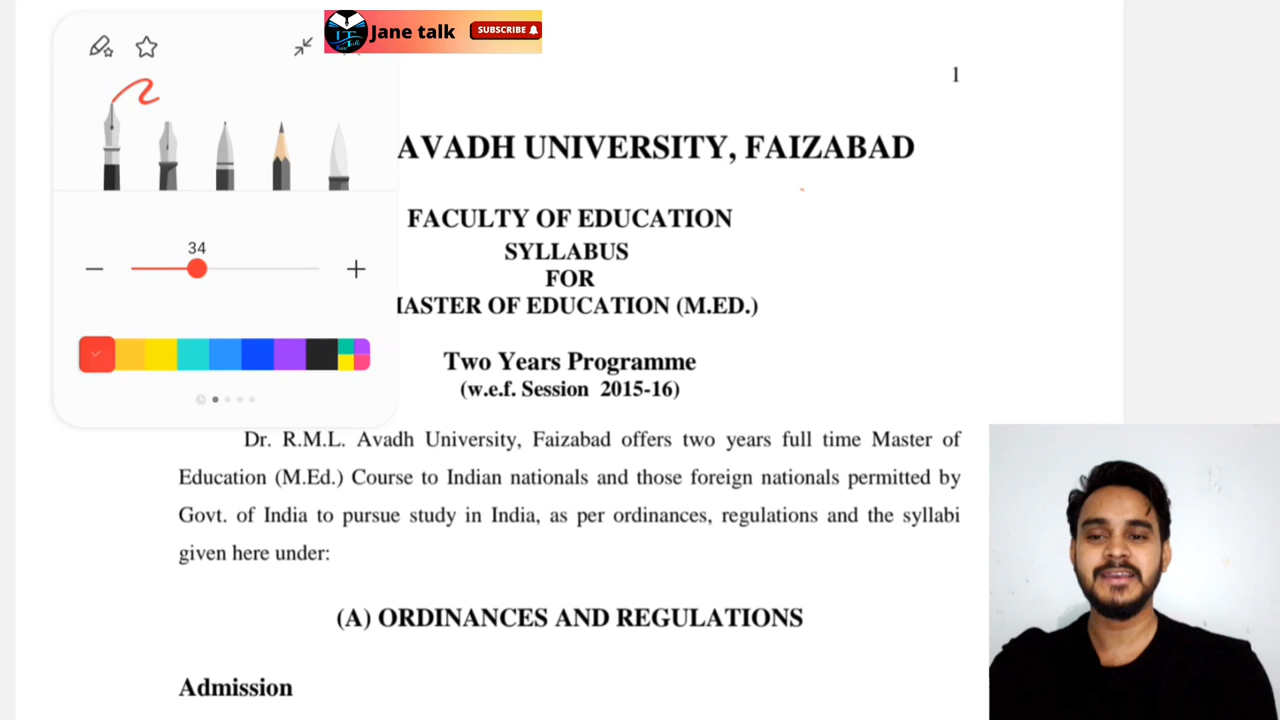 Jane talk
SUBSCRIBE
1
AVADH UNIVERSITY, FAIZABAD
FACULTY OF EDUCATION
SYLLABUS
FOR
MASTER OF EDUCATION (M.ED.)
Two Years Programme
(w.e.f. Session 2015-16)
34
Dr. R.M.L. Avadh University, Faizabad offers two years full time Master of
Education (M.Ed.) Course to Indian nationals and those foreign nationals permitted by
Govt. of India to pursue study in India, as per ordinances, regulations and the syllabi
given here under:
(A) ORDINANCES AND REGULATIONS
Admission